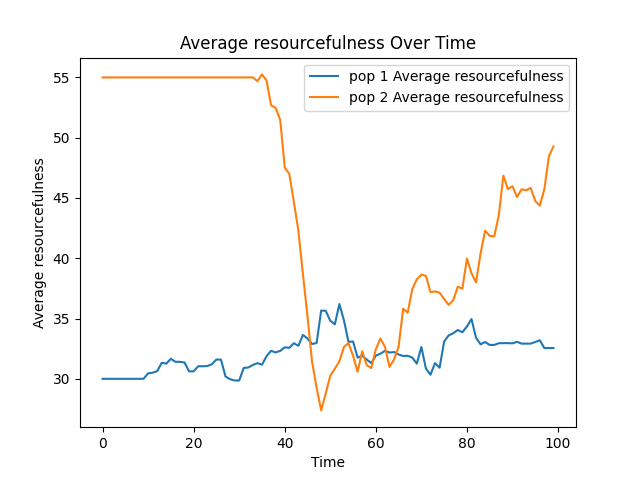 Average resourcefulness Over Time
pop 1 Average resourcefulness
pop 2 Average resourcefulness
Average resourcefulness
55
50
45
40
35
30
0 20 40 60 80 100
Time